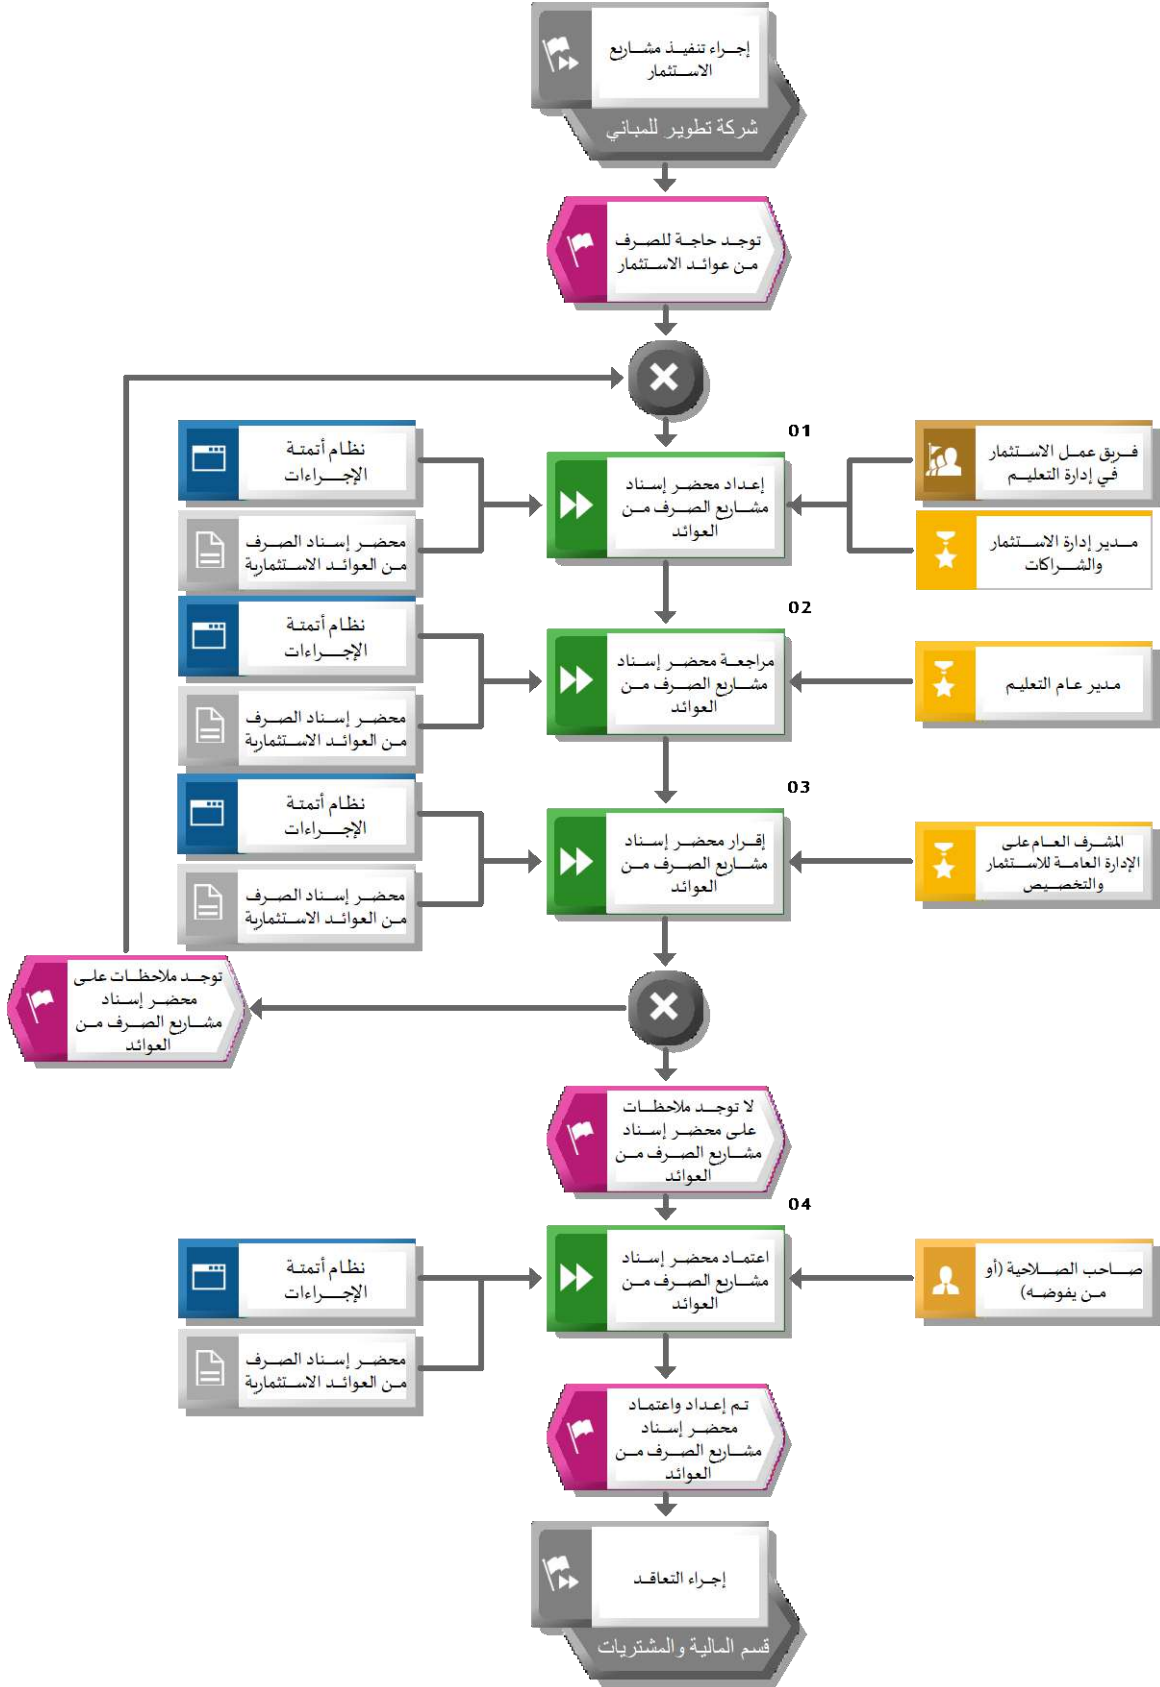 إجراء تنفيذ مشاريع
الاستثمار
شركة تطوير للمباني
توجد حاجة للصرف
من عوائد الاستثمار
01
فريق عمل الاستثمار
في إدارة التعليم
مدير إدارة الاستثمار
والشراكات
إعداد محضر إسناد
مشاريع الصرف من
العوائد
نظام أتمتة
الإجراءات
محضر إسناد الصرف
من العوائد الاستثمارية
02
مدير عام التعليم
مراجعة محضر إسناد
مشاريع الصرف من
العوائد
نظام أتمتة
الإجراءات
محضر إسناد الصرف
من العوائد الاستثمارية
03
المشرف العام على
الإدارة العامة للاستثمار
والتخصيص
إقرار محضر إسناد
مشاريع الصرف من
العوائد
نظام أتمتة
الإجراءات
محضر إسناد الصرف
من العوائد الاستثمارية
توجد ملاحظات على
محضر إسناد
مشاريع الصرف من
العوائد
لا توجد ملاحظات
على محضر إسناد
مشاريع الصرف من
العوائد
04
صاحب الصلاحية (أو
من يفوضه)
اعتماد محضر إسناد
مشاريع الصرف من
العوائد
نظام أتمتة
الإجراءات
محضر إسناد الصرف
من العوائد الاستثمارية
تم إعداد واعتماد
محضر إسناد
مشاريع الصرف من
العوائد
إجراء التعاقد
قسم المالية والمشتريات